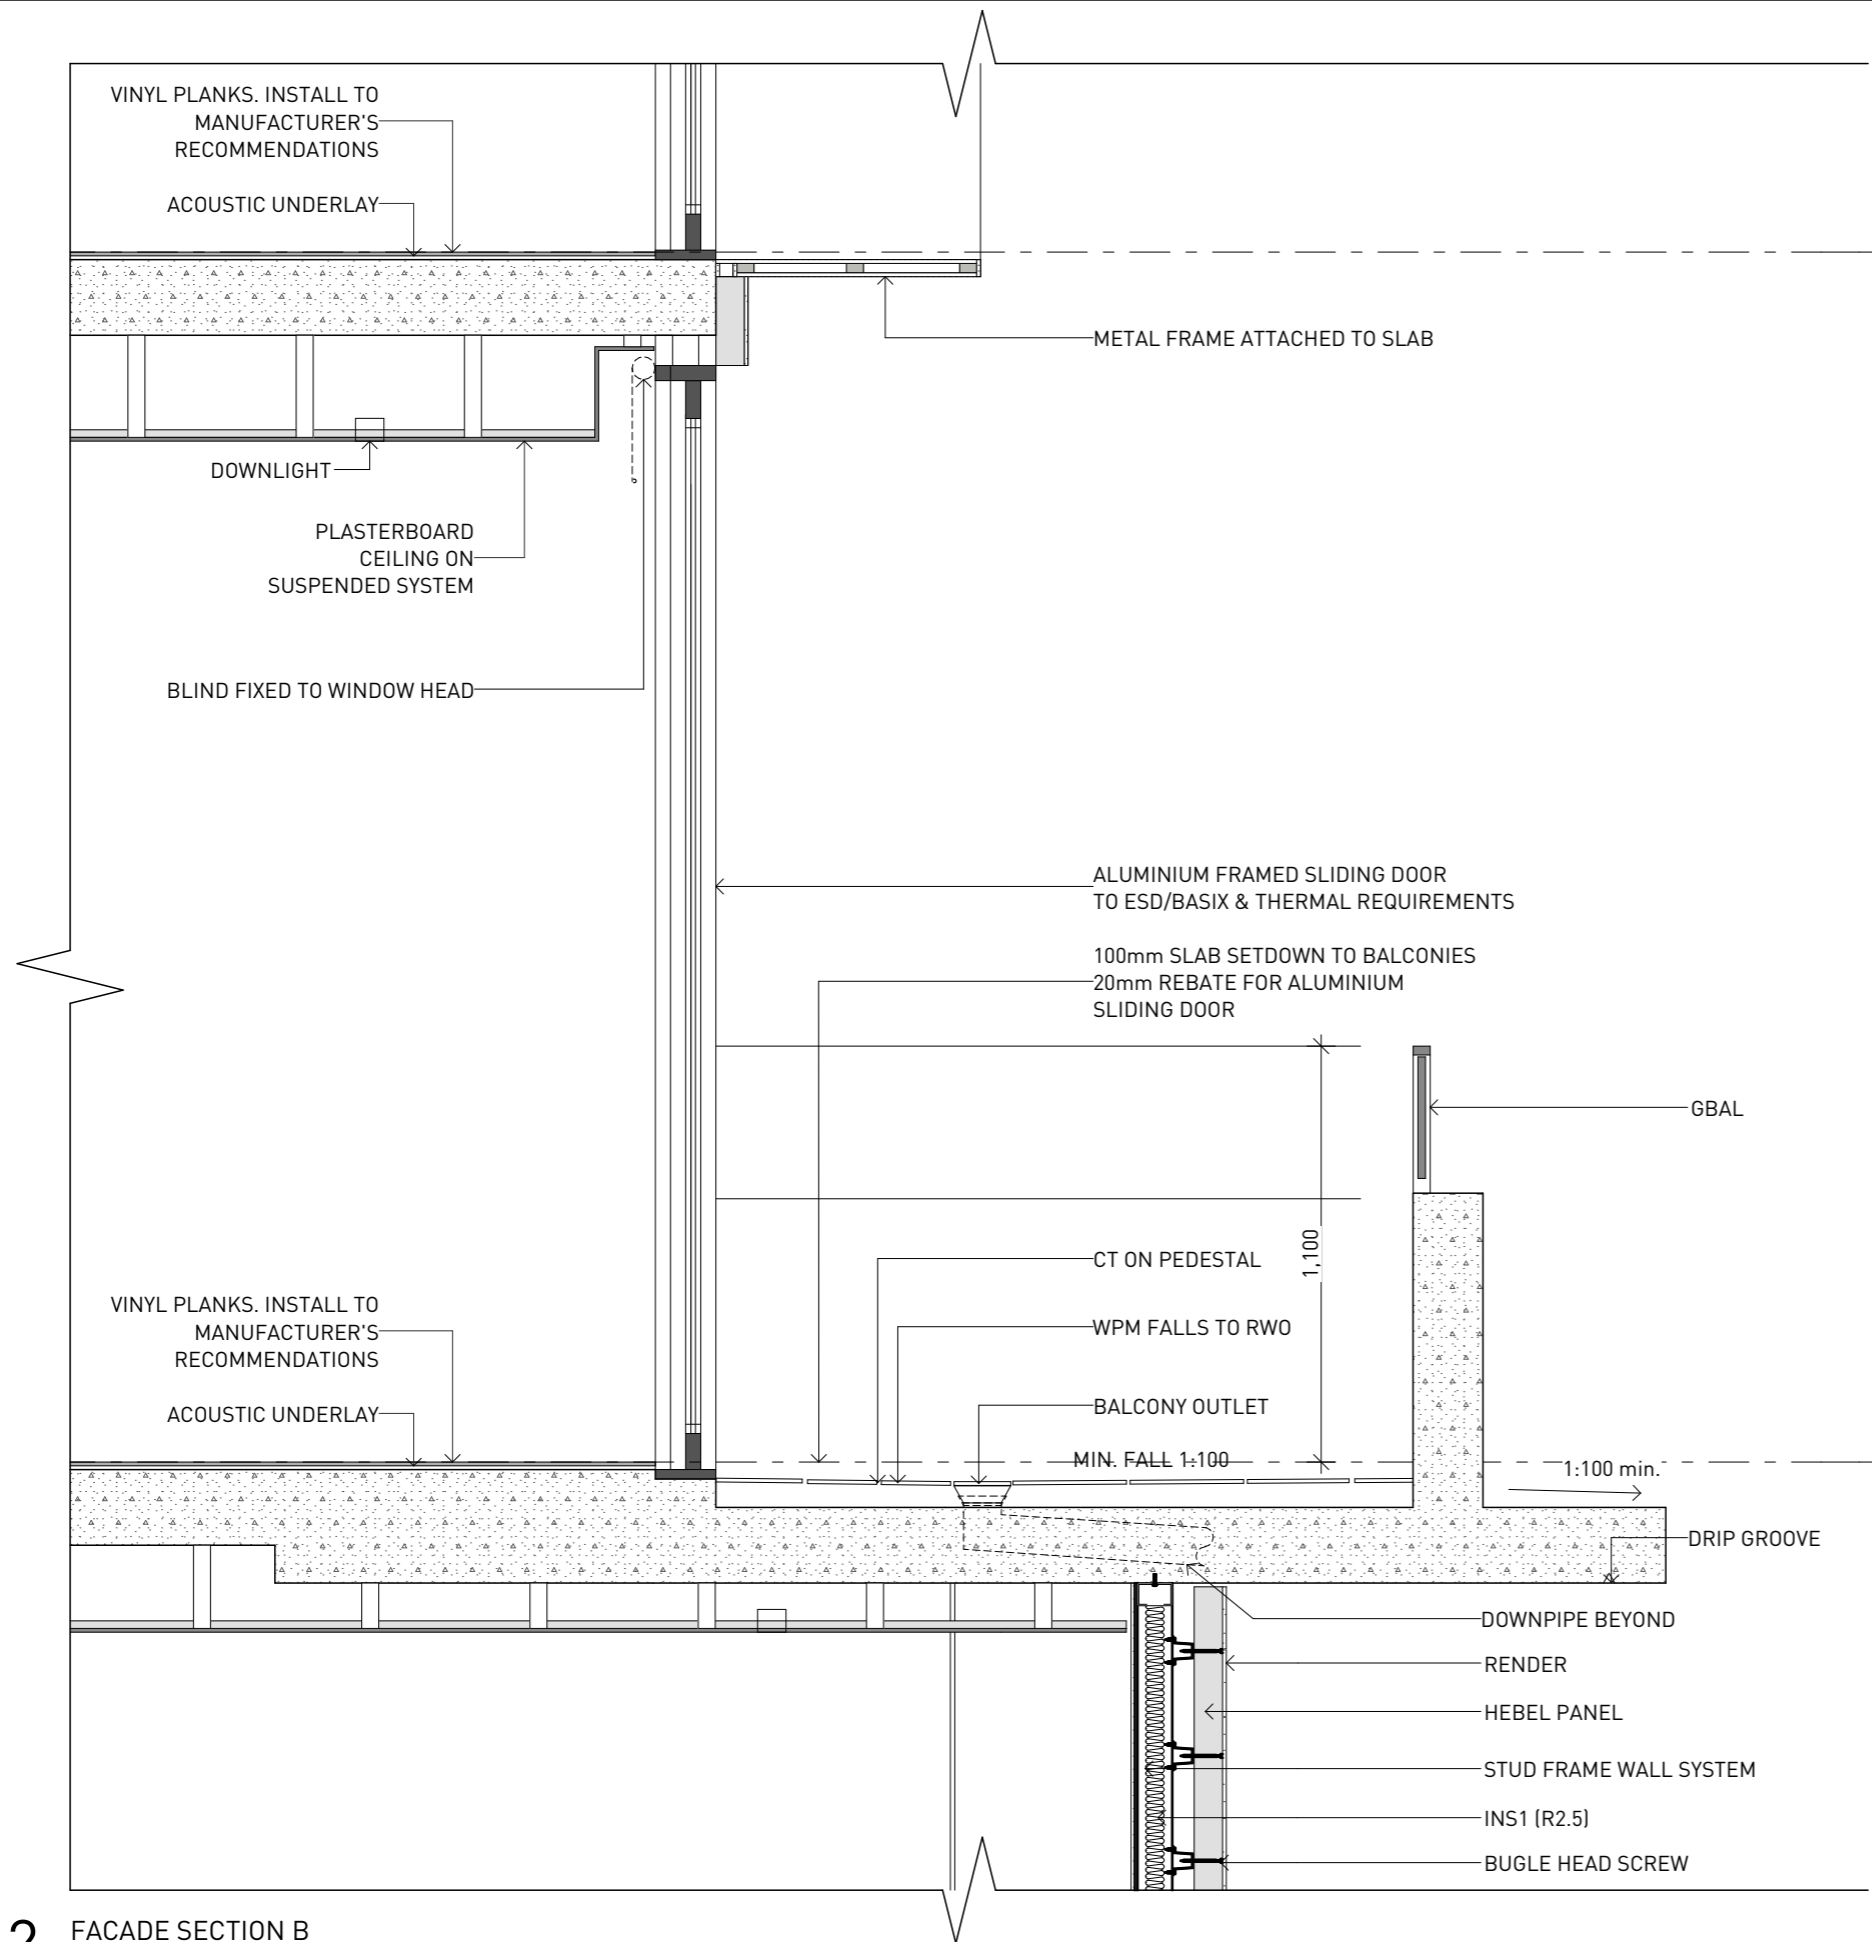 VINYL PLANKS. INSTALL TO
MANUFACTURER'S
RECOMMENDATIONS
ACOUSTIC UNDERLAY
METAL FRAME ATTACHED TO SLAB
DOWNLIGHT
PLASTERBOARD
CEILING ON
SUSPENDED SYSTEM
BLIND FIXED TO WINDOW HEAD
ALUMINIUM FRAMED SLIDING DOOR
TO ESD/BASIX & THERMAL REQUIREMENTS
100mm SLAB SETDOWN TO BALCONIES
20mm REBATE FOR ALUMINIUM
SLIDING DOOR
GBAL
1,100
CT ON PEDESTAL
WPM FALLS TO RWO
VINYL PLANKS. INSTALL TO
MANUFACTURER'S
RECOMMENDATIONS
ACOUSTIC UNDERLAY
BALCONY OUTLET
MIN. FALL 1:100
1:100 min.
DRIP GROOVE
DOWNPIPE BEYOND
RENDER
HEBEL PANEL
STUD FRAME WALL SYSTEM
INS1 (R2.5)
BUGLE HEAD SCREW
2 FACADE SECTION B